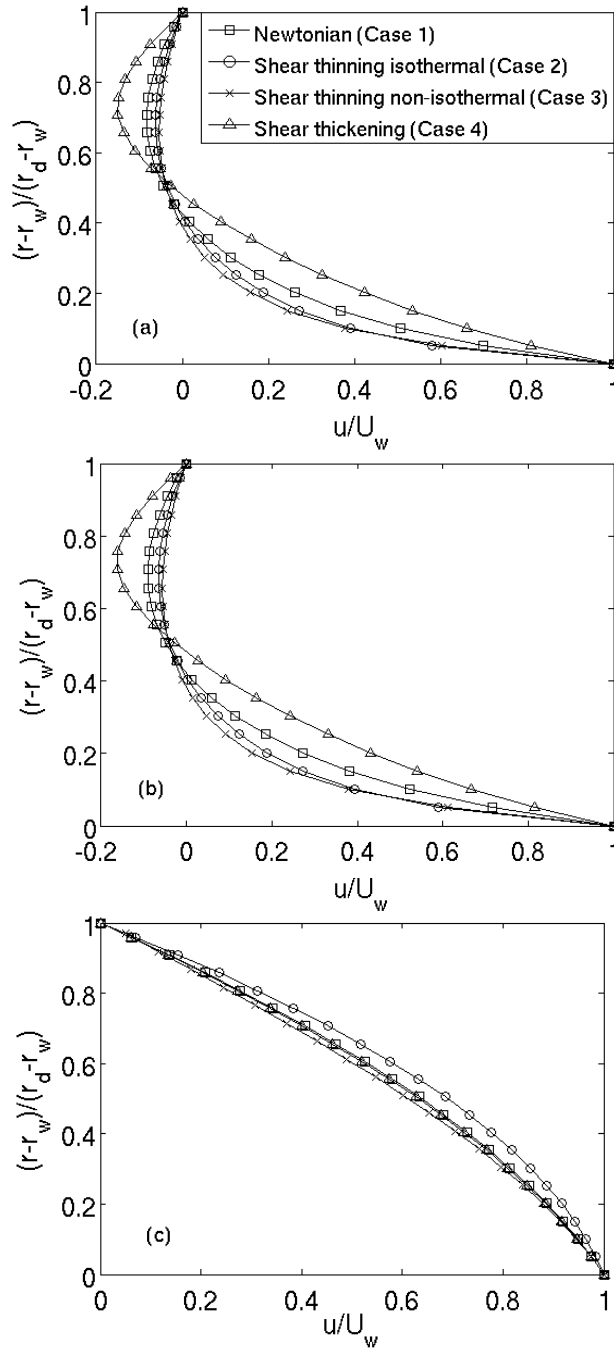 1
0.8
0.6
0.4
0.2
0
(r-r_w)/(r_d-r_w)
Newtonian (Case 1)
Shear thinning isothermal (Case 2)
Shear thinning non-isothermal (Case 3)
Shear thickening (Case 4)
(a)
-0.2 0 0.2 0.4 0.6 0.8 1
u/U_w
1
0.8
0.6
0.4
0.2
0
(r-r_w)/(r_d-r_w)
(b)
-0.2 0 0.2 0.4 0.6 0.8 1
u/U_w
1
0.8
0.6
0.4
0.2
0
(r-r_w)/(r_d-r_w)
(c)
0 0.2 0.4 0.6 0.8 1
u/U_w